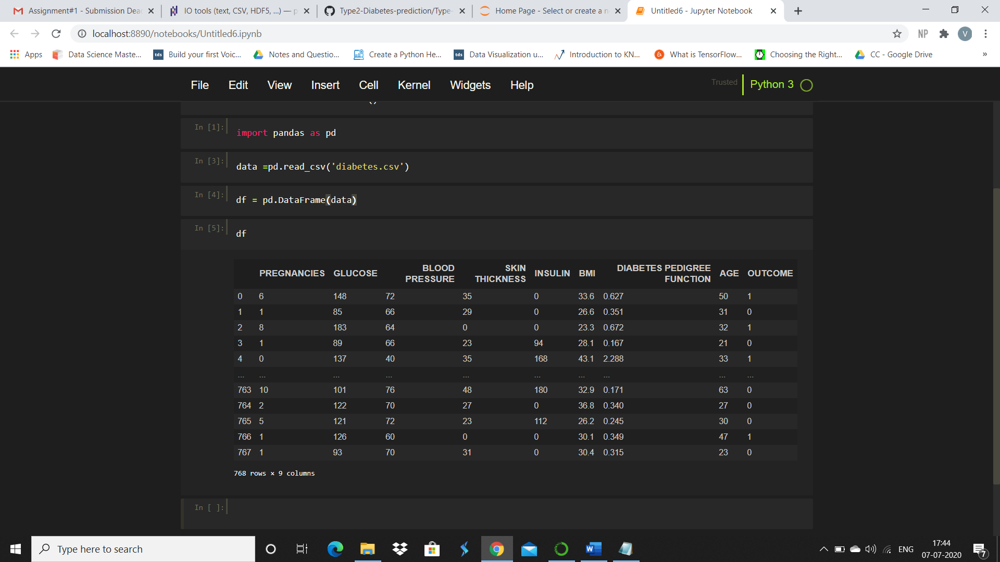 Assignment#1 - Submission Dead
IO tools (text, CSV, HDF5, …) — p
Type2-Diabetes-prediction/Type-
Home Page - Select or create a n
Untitled6 - Jupyter Notebook
localhost:8890/notebooks/Untitled6.ipynb
NP
V
Apps
Data Science Maste...
tds
Build your first Voic...
Notes and Questio...
Create a Python He...
tds
Data Visualization u...
Introduction to KN...
What is TensorFlow...
Choosing the Right...
CC - Google Drive
»
File Edit View Insert Cell Kernel Widgets Help
Trusted
Python 3
In [1]:
import pandas as pd
In [3]:
data =pd.read_csv('diabetes.csv')
In [4]:
df = pd.DataFrame(data)
In [5]:
df
PREGNANCIES GLUCOSE BLOOD PRESSURE SKIN THICKNESS INSULIN BMI DIABETES PEDIGREE FUNCTION AGE OUTCOME
0 6 148 72 35 0 33.6 0.627 50 1
1 1 85 66 29 0 26.6 0.351 31 0
2 8 183 64 0 0 23.3 0.672 32 1
3 1 89 66 23 94 28.1 0.167 21 0
4 0 137 40 35 168 43.1 2.288 33 1
... ... ... ... ... ... ... ... ... ...
763 10 101 76 48 180 32.9 0.171 63 0
764 2 122 70 27 0 36.8 0.340 27 0
765 5 121 72 23 112 26.2 0.245 30 0
766 1 126 60 0 0 30.1 0.349 47 1
767 1 93 70 31 0 30.4 0.315 23 0
768 rows × 9 columns
In [ ]:
Type here to search
ENG
17:44
07-07-2020
7